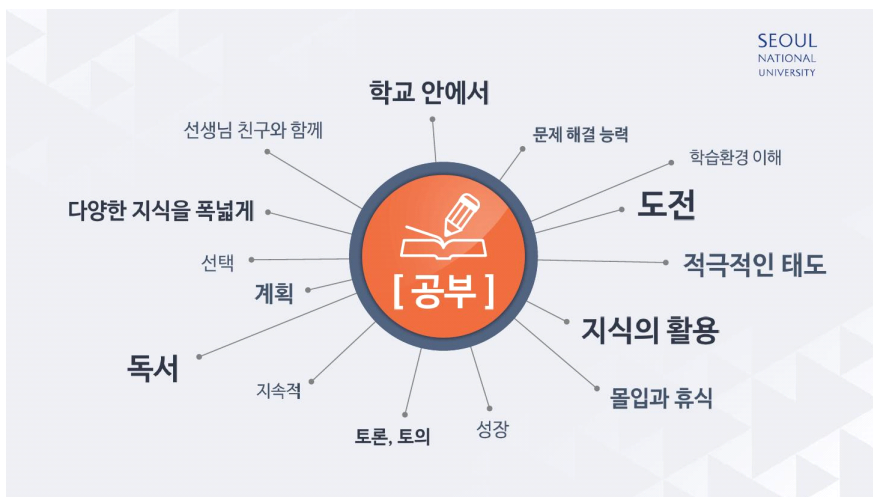 SEOUL
NATIONAL
UNIVERSITY
학교 안에서
선생님 친구와 함께
문제 해결 능력
학습환경 이해
다양한 지식을 폭넓게
도전
선택
적극적인 태도
계획
[ 공부 ]
지식의 활용
독서
지속적
몰입과 휴식
토론, 토의
성장